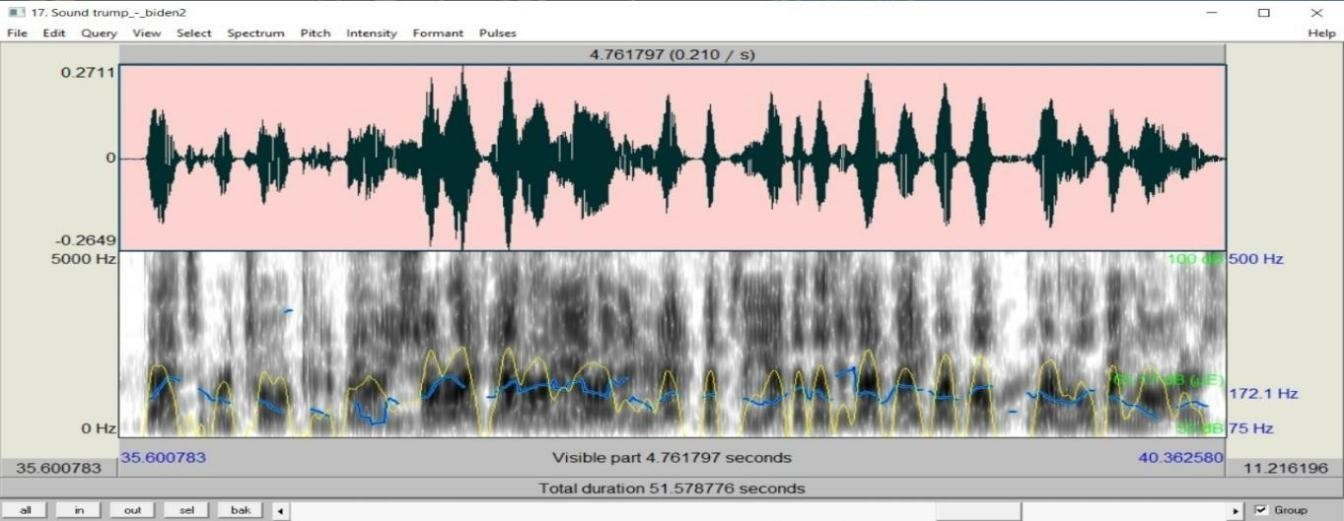 17. Sound trump_-_biden2
File Edit Query View Select Spectrum Pitch Intensity Formant Pulses Help
4.761797 (0.210 / s)
0.2711
0
-0.2649
5000 Hz 100 dB 500 Hz
172.1 Hz
0 Hz 75 Hz
35.600783 35.600783 Visible part 4.761797 seconds 40.362580 11.216196
Total duration 51.578776 seconds
all in out sel bak Group